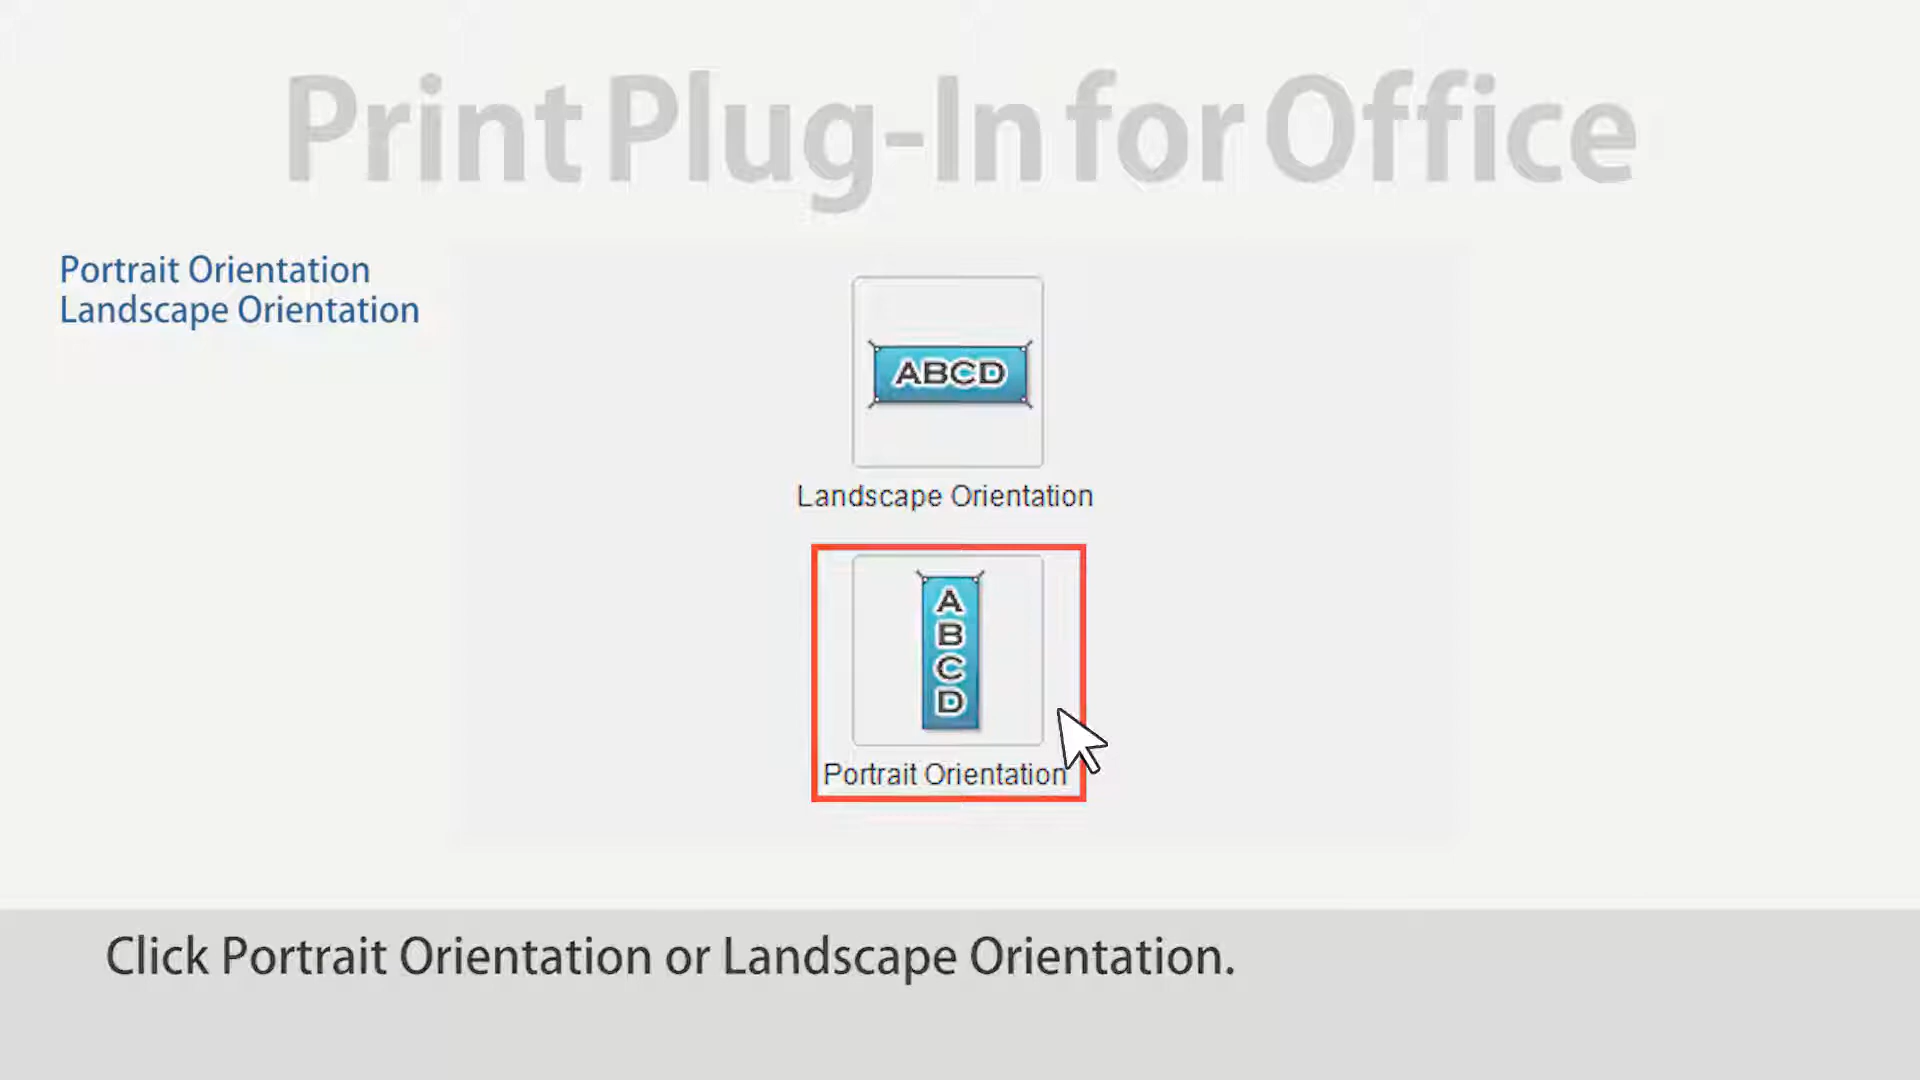 Print Plug-In for Office
Portrait Orientation
Landscape Orientation
ABCD
Landscape Orientation
A
B
C
D
Portrait Orientation
Click Portrait Orientation or Landscape Orientation.